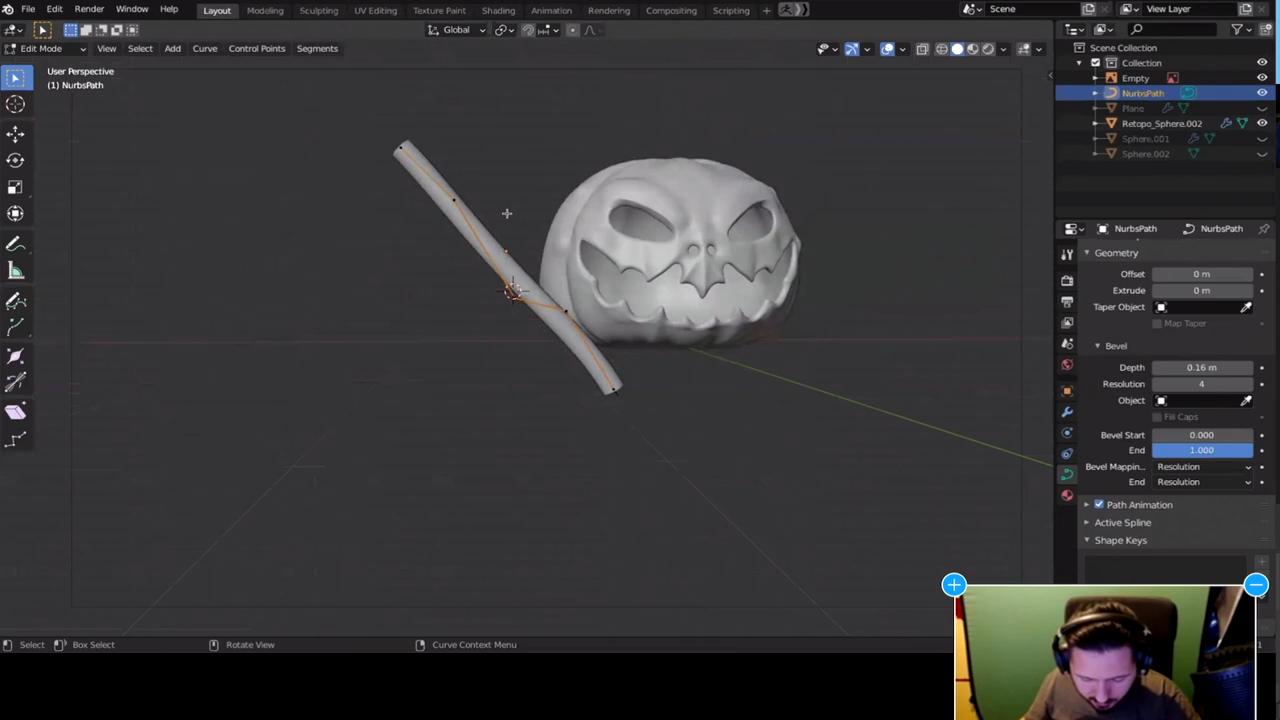 File Edit Render Window Help Layout Modeling Sculpting UV Editing Texture Paint Shading Animation Rendering Compositing Scripting + Scene View Layer
Edit Mode View Select Add Curve Control Points Segments Global
User Perspective
(1) NurbsPath
Scene Collection
Collection
Empty
NurbsPath
Plane
Retopo_Sphere.002
Sphere.001
Sphere.002
NurbsPath NurbsPath
Geometry
Offset 0 m
Extrude 0 m
Taper Object
Map Taper
Bevel
Depth 0.16 m
Resolution 4
Object
Fill Caps
Bevel Start 0.000
End 1.000
Bevel Mappin... Resolution
End Resolution
Path Animation
Active Spline
Shape Keys
Select Box Select Rotate View Curve Context Menu